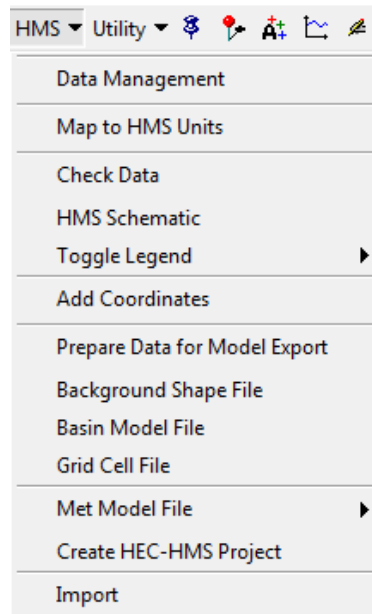 HMS Utility
Data Management
Map to HMS Units
Check Data
HMS Schematic
Toggle Legend
Add Coordinates
Prepare Data for Model Export
Background Shape File
Basin Model File
Grid Cell File
Met Model File
Create HEC-HMS Project
Import